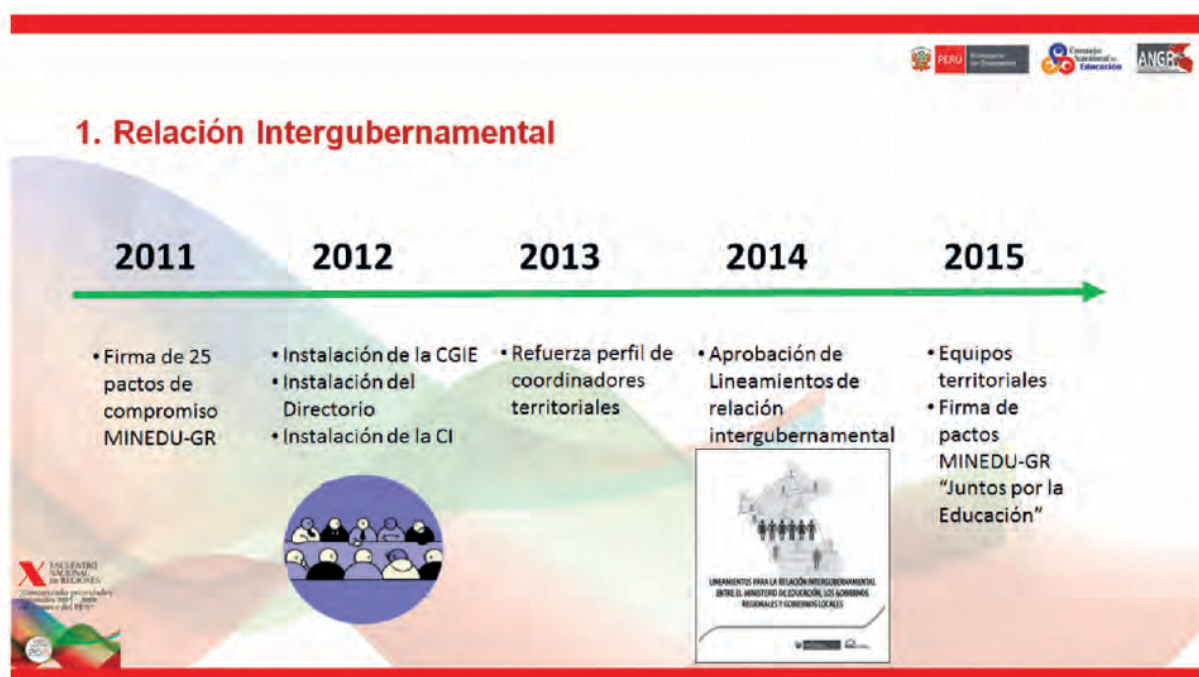 PERÚ
Ministerio
de Educación
Consejo
Nacional de
Educación
ANGR
1. Relación Intergubernamental
2011
2012
2013
2014
2015
• Firma de 25
pactos de
compromiso
MINEDU-GR
• Instalación de la CGIE
• Instalación del
Directorio
• Instalación de la CI
• Refuerza perfil de
coordinadores
territoriales
• Aprobación de
Lineamientos de
relación
intergubernamental
LINEAMIENTOS PARA LA RELACIÓN INTERGUBERNAMENTAL
ENTRE EL MINISTERIO DE EDUCACIÓN, LOS GOBIERNOS
REGIONALES Y GOBIERNOS LOCALES
• Equipos
territoriales
• Firma de
pactos
MINEDU-GR
“Juntos por la
Educación”
X ENCUENTRO
NACIONAL
DE REGIONES